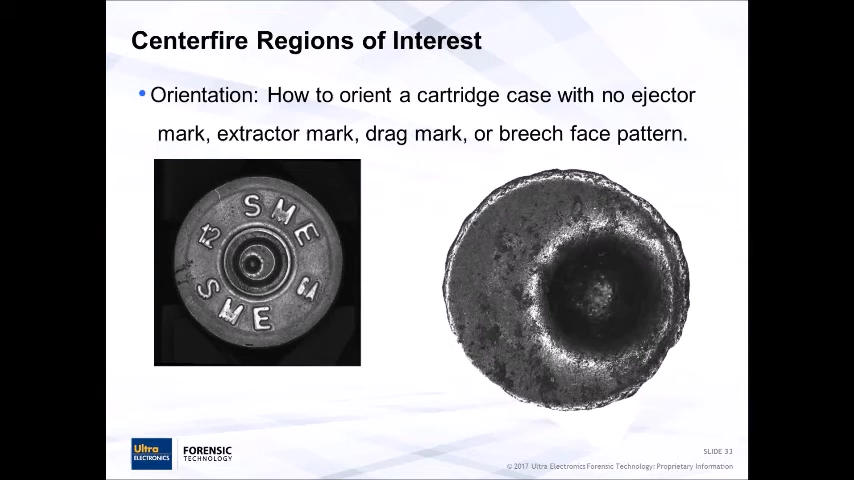 Centerfire Regions of Interest
• Orientation: How to orient a cartridge case with no ejector
mark, extractor mark, drag mark, or breech face pattern.
SME
12
6A
SME
Ultra
ELECTRONICS
FORENSIC
TECHNOLOGY
SLIDE 33
© 2017 Ultra Electronics Forensic Technology: Proprietary Information